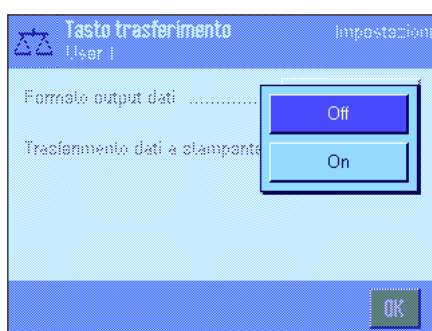 Tasto trasferimento
Impostazioni
User 1
Formato output dati ............
Off
Trasferimento dati a stampante
On
OK